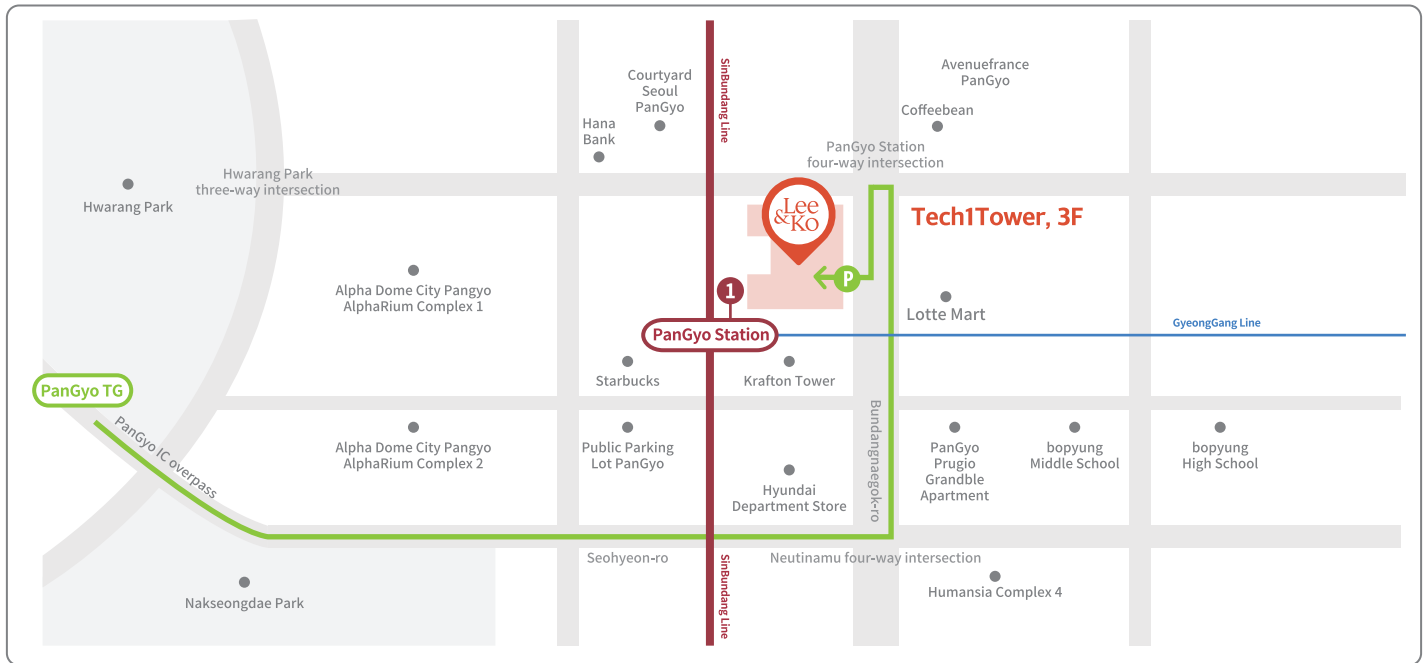 Avenuefrance
PanGyo
Courtyard
Seoul
PanGyo
SinBundang Line
Coffeebean
Hana
Bank
PanGyo Station
four-way intersection
Hwarang Park
three-way intersection
Hwarang Park
Lee
&Ko
Tech1Tower, 3F
P
Alpha Dome City Pangyo
AlphaRium Complex 1
1
Lotte Mart
PanGyo Station
GyeongGang Line
Starbucks
Krafton Tower
PanGyo TG
PanGyo IC overpass
Bundangnaegok-ro
Alpha Dome City Pangyo
AlphaRium Complex 2
Public Parking
Lot PanGyo
PanGyo
Prugio
Grandble
Apartment
bopyung
Middle School
bopyung
High School
Hyundai
Department Store
Seohyeon-ro
SinBundang Line
Neutinamu four-way intersection
Humansia Complex 4
Nakseongdae Park